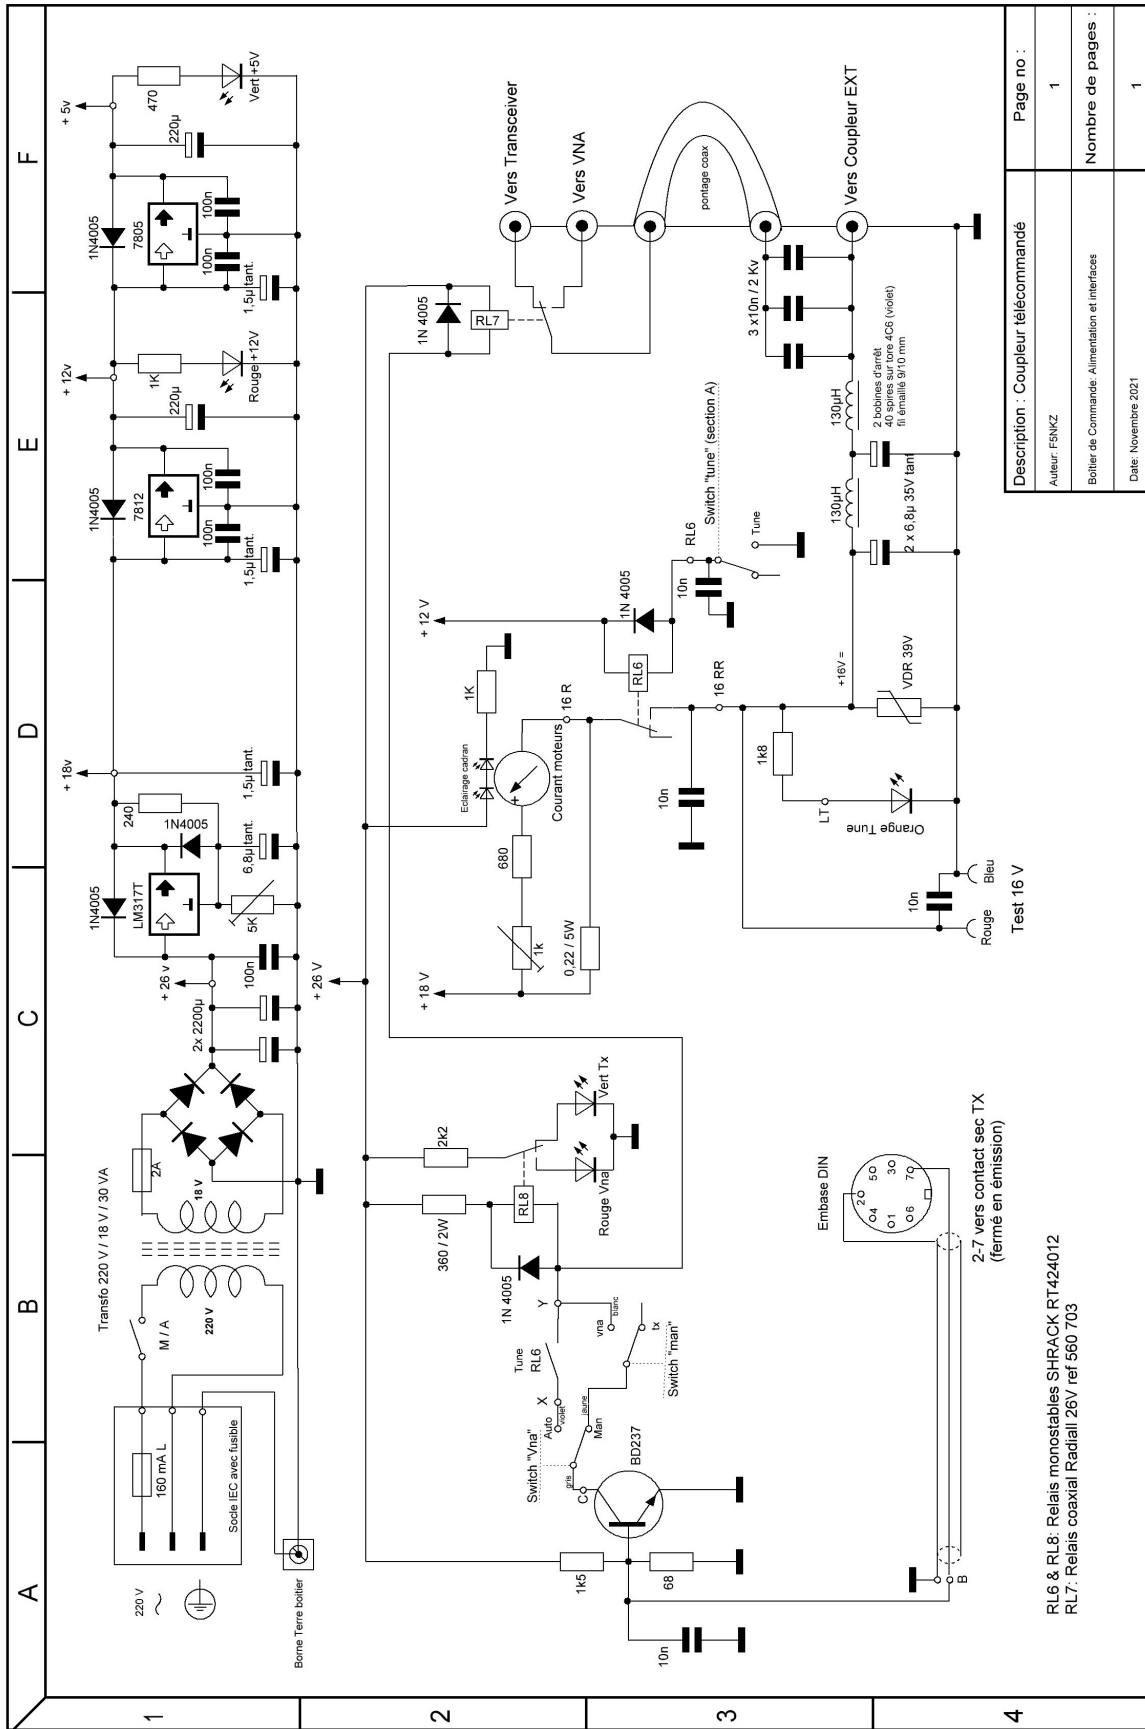 A
B
C
D
E
F
1
2
3
4
220 V
~
160 mA L
Socle IEC avec fusible
Borne Terre boitier
Transfo 220 V / 18 V / 30 VA
M / A
220 V
18 V
2A
2x 2200µ
+ 26 v
100n
1N4005
LM317T
5K
1N4005
6,8µ tant.
240
+ 18v
1,5µ tant.
1N4005
7812
1,5µ tant.
100n
100n
220µ
+ 12v
1K
Rouge +12V
1N4005
7805
1,5µ tant.
100n
100n
220µ
+ 5v
470
Vert +5V
+ 26 V
1k5
68
10n
BD237
C
gris
Switch "Vna"
Auto
violet
X
Man
jaune
Tune
RL6
Y
vna
blanc
tx
Switch "man"
1N 4005
360 / 2W
RL8
2k2
Rouge Vna
Vert Tx
+ 18 V
1k
680
0,22 / 5W
Eclairage cadran
1K
+
Courant moteurs
16 R
+ 12 V
RL6
1N 4005
10n
RL6
Switch "tune" (section A)
Tune
16 RR
10n
1k8
LT
Orange Tune
+16V =
VDR 39V
10n
Rouge
Bleu
Test 16 V
1N 4005
RL7
Vers Transceiver
Vers VNA
pontage coax
3 x10n / 2 Kv
Vers Coupleur EXT
130µH
130µH
2 bobines d'arrêt
40 spires sur tore 4C6 (violet)
fil émaillé 9/10 mm
2 x 6,8µ 35V tant
Embase DIN
2
5
4
3
1
6
7
2-7 vers contact sec TX
(fermé en émission)
B
RL6 & RL8: Relais monostables SHRACK RT424012
RL7: Relais coaxial Radiall 26V ref 560 703
Description : Coupleur télécommandé
Page no :
Auteur: F5NKZ
1
Boîtier de Commande: Alimentation et interfaces
Nombre de pages :
Date: Novembre 2021
1